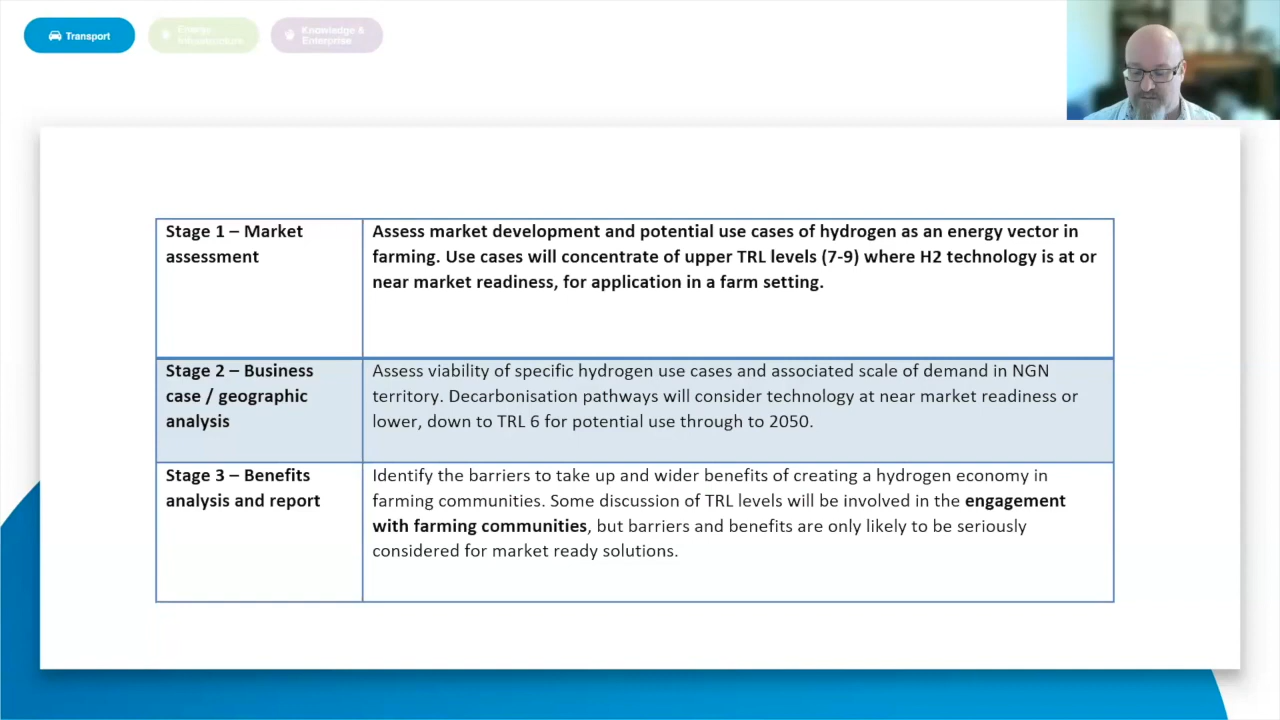 Transport
Energy
Infrastructure
Knowledge &
Enterprise
Stage 1 – Market
assessment
Assess market development and potential use cases of hydrogen as an energy vector in
farming. Use cases will concentrate of upper TRL levels (7-9) where H2 technology is at or
near market readiness, for application in a farm setting.
Stage 2 – Business
case / geographic
analysis
Assess viability of specific hydrogen use cases and associated scale of demand in NGN
territory. Decarbonisation pathways will consider technology at near market readiness or
lower, down to TRL 6 for potential use through to 2050.
Stage 3 – Benefits
analysis and report
Identify the barriers to take up and wider benefits of creating a hydrogen economy in
farming communities. Some discussion of TRL levels will be involved in the engagement
with farming communities, but barriers and benefits are only likely to be seriously
considered for market ready solutions.